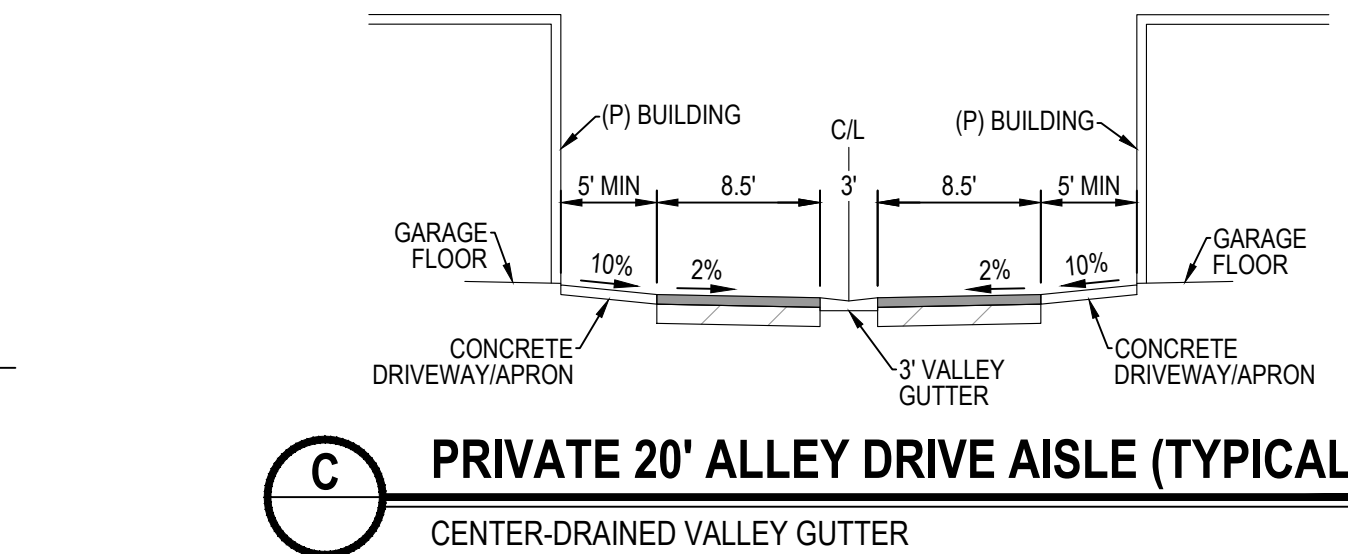 (P) BUILDING
C/L
(P) BUILDING
5' MIN
8.5'
3'
8.5'
5' MIN
GARAGE
FLOOR
10%
2%
2%
10%
GARAGE
FLOOR
CONCRETE
DRIVEWAY/APRON
3' VALLEY
GUTTER
CONCRETE
DRIVEWAY/APRON
C
PRIVATE 20' ALLEY DRIVE AISLE (TYPICAL
CENTER-DRAINED VALLEY GUTTER